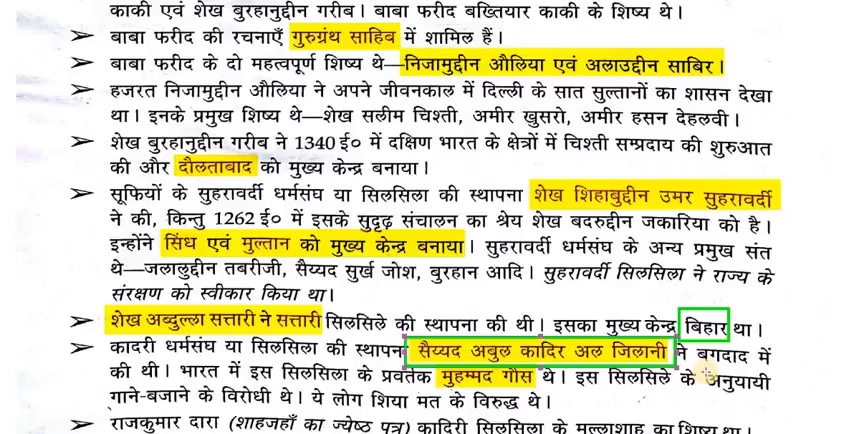 काकी एवं शेख बुरहानुद्दीन गरीब। बाबा फरीद बख्तियार काकी के शिष्य थे।
➢ बाबा फरीद की रचनाएँ गुरुग्रंथ साहिब में शामिल हैं।
➢ बाबा फरीद के दो महत्वपूर्ण शिष्य थे—निजामुद्दीन औलिया एवं अलाउद्दीन साबिर।
➢ हजरत निजामुद्दीन औलिया ने अपने जीवनकाल में दिल्ली के सात सुल्तानों का शासन देखा
था। इनके प्रमुख शिष्य थे—शेख सलीम चिश्ती, अमीर खुसरो, अमीर हसन देहलवी।
➢ शेख बुरहानुद्दीन गरीब ने 1340 ई० में दक्षिण भारत के क्षेत्रों में चिश्ती सम्प्रदाय की शुरुआत
की और दौलताबाद को मुख्य केन्द्र बनाया।
➢ सूफियों के सुहरावर्दी धर्मसंघ या सिलसिला की स्थापना शेख शिहाबुद्दीन उमर सुहरावर्दी
ने की, किन्तु 1262 ई० में इसके सुदृढ़ संचालन का श्रेय शेख बदरुद्दीन जकारिया को है।
इन्होंने सिंध एवं मुल्तान को मुख्य केन्द्र बनाया। सुहरावर्दी धर्मसंघ के अन्य प्रमुख संत
थे—जलालुद्दीन तबरीजी, सैय्यद सुर्ख जोश, बुरहान आदि। सुहरावर्दी सिलसिला ने राज्य के
संरक्षण को स्वीकार किया था।
➢ शेख अब्दुल्ला सत्तारी ने सत्तारी सिलसिले की स्थापना की थी। इसका मुख्य केन्द्र बिहार था।
➢ कादरी धर्मसंघ या सिलसिला की स्थापना सैय्यद अबुल कादिर अल जिलानी ने बगदाद में
की थी। भारत में इस सिलसिला के प्रवर्तक मुहम्मद गौस थे। इस सिलसिले के अनुयायी
गाने-बजाने के विरोधी थे। ये लोग शिया मत के विरुद्ध थे।
➢ राजकुमार दारा (शाहजहाँ का ज्येष्ठ पुत्र) कादिरी सिलसिला के मुल्लाशाह का शिष्य था।